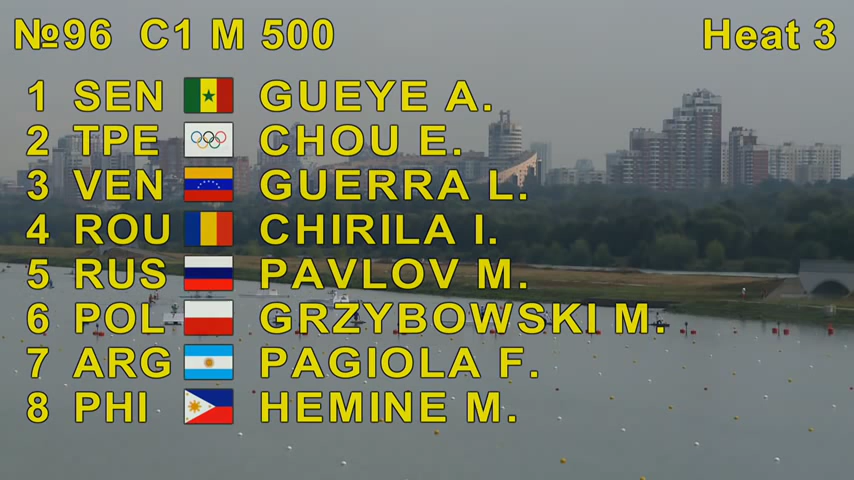 №96 C1 M 500 Heat 3
1 SEN GUEYE A.
2 TPE CHOU E.
3 VEN GUERRA L.
4 ROU CHIRILA I.
5 RUS PAVLOV M.
6 POL GRZYBOWSKI M.
7 ARG PAGIOLA F.
8 PHI HEMINE M.